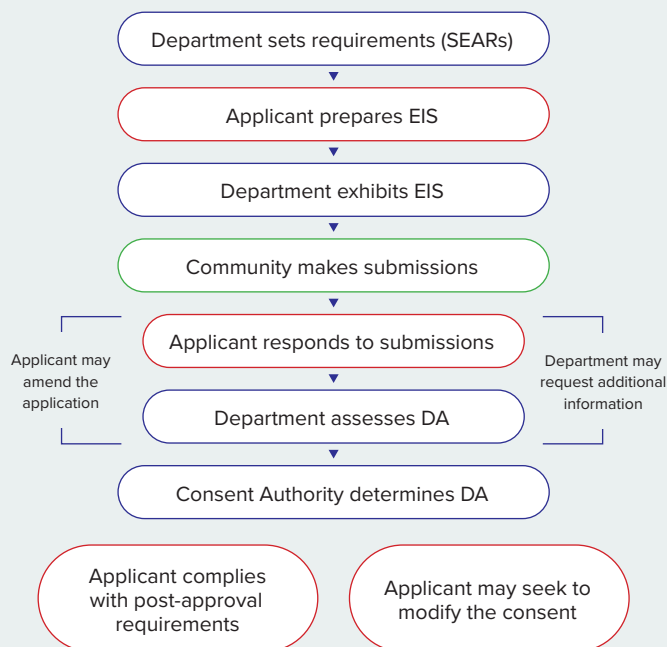 Department sets requirements (SEARs)
Applicant prepares EIS
Department exhibits EIS
Community makes submissions
Applicant responds to submissions
Applicant may
amend the
application
Department may
request additional
information
Department assesses DA
Consent Authority determines DA
Applicant complies
with post-approval
requirements
Applicant may seek to
modify the consent